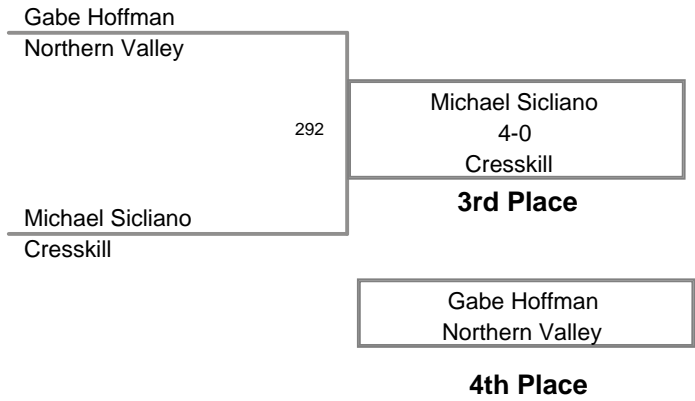 Gabe Hoffman
Northern Valley
292
Michael Sicliano
4-0
Cresskill
3rd Place
Michael Sicliano
Cresskill
Gabe Hoffman
Northern Valley
4th Place